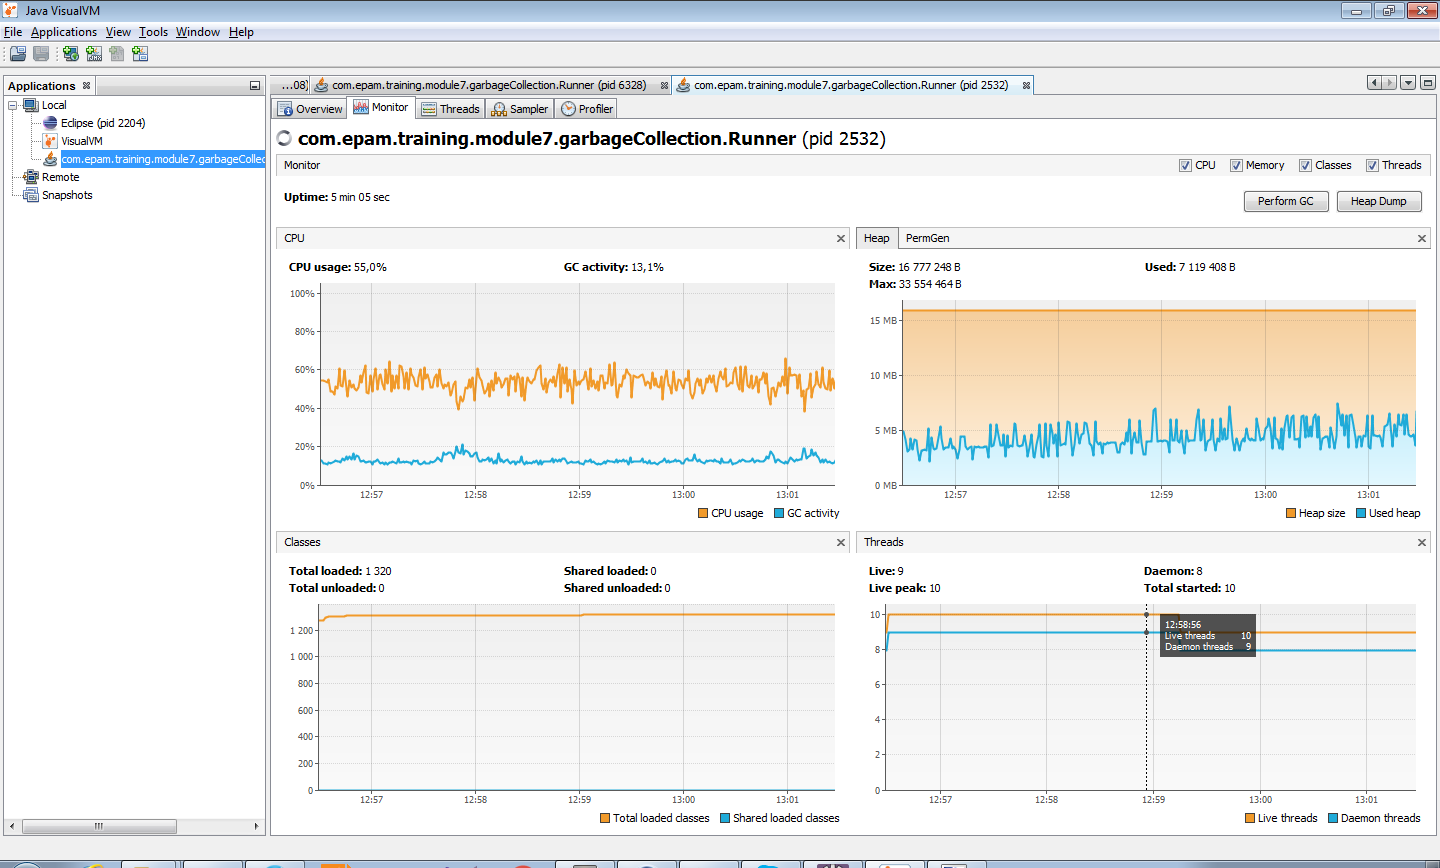 Java VisualVM
File Applications View Tools Window Help
Applications
Local
Eclipse (pid 2204)
VisualVM
com.epam.training.module7.garbageCollec
Remote
Snapshots
...08] com.epam.training.module7.garbageCollection.Runner (pid 6328) com.epam.training.module7.garbageCollection.Runner (pid 2532)
Overview Monitor Threads Sampler Profiler
com.epam.training.module7.garbageCollection.Runner (pid 2532)
Monitor CPU Memory Classes Threads
Uptime: 5 min 05 sec Perform GC Heap Dump
CPU
CPU usage: 55,0% GC activity: 13,1%
100%
80%
60%
40%
20%
0%
12:57 12:58 12:59 13:00 13:01
CPU usage GC activity
Heap PermGen
Size: 16 777 248 B Used: 7 119 408 B
Max: 33 554 464 B
15 MB
10 MB
5 MB
0 MB
12:57 12:58 12:59 13:00 13:01
Heap size Used heap
Classes
Total loaded: 1 320 Shared loaded: 0
Total unloaded: 0 Shared unloaded: 0
1 200
1 000
800
600
400
200
0
12:57 12:58 12:59 13:00 13:01
Total loaded classes Shared loaded classes
Threads
Live: 9 Daemon: 8
Live peak: 10 Total started: 10
10
8
6
4
2
0
12:58:56
Live threads 10
Daemon threads 9
12:57 12:58 12:59 13:00 13:01
Live threads Daemon threads